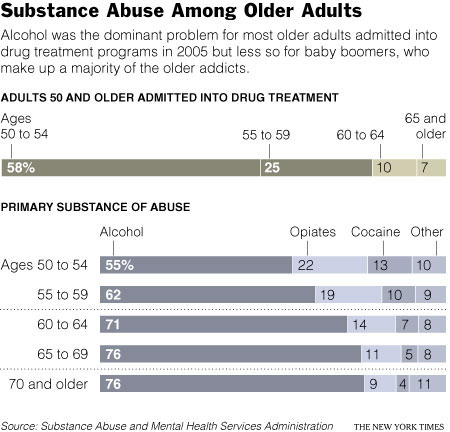 Substance Abuse Among Older Adults
Alcohol was the dominant problem for most older adults admitted into
drug treatment programs in 2005 but less so for baby boomers, who
make up a majority of the older addicts.
ADULTS 50 AND OLDER ADMITTED INTO DRUG TREATMENT
Ages
50 to 54
55 to 59
60 to 64
65 and
older
58% 25 10 7
PRIMARY SUBSTANCE OF ABUSE
Alcohol Opiates Cocaine Other
Ages 50 to 54 55% 22 13 10
55 to 59 62 19 10 9
60 to 64 71 14 7 8
65 to 69 76 11 5 8
70 and older 76 9 4 11
Source: Substance Abuse and Mental Health Services Administration
THE NEW YORK TIMES